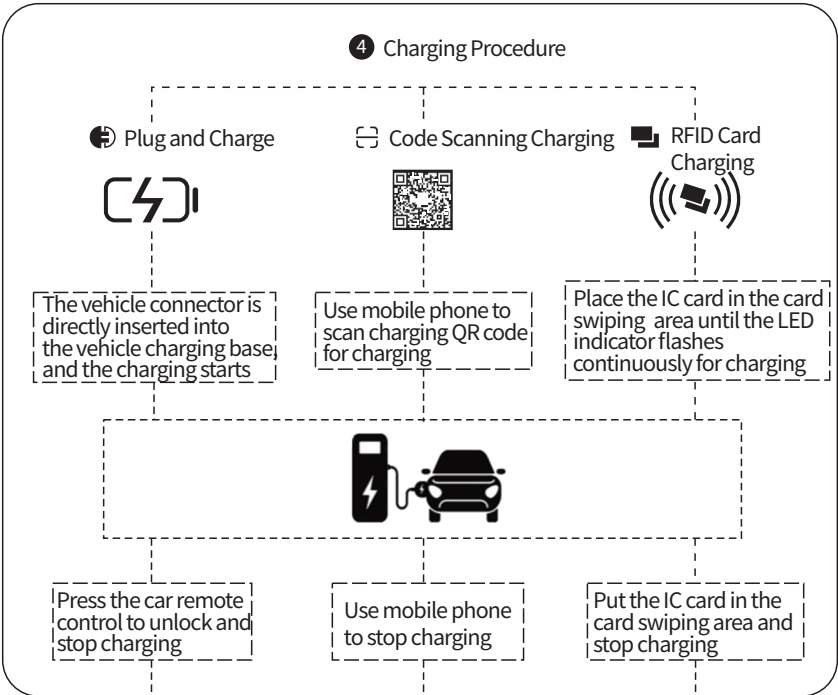 4 Charging Procedure
Plug and Charge
Code Scanning Charging
RFID Card
Charging
The vehicle connector is
directly inserted into
the vehicle charging base,
and the charging starts
Use mobile phone to
scan charging QR code
for charging
Place the IC card in the card
swiping area until the LED
indicator flashes
continuously for charging
Press the car remote
control to unlock and
stop charging
Use mobile phone
to stop charging
Put the IC card in the
card swiping area and
stop charging